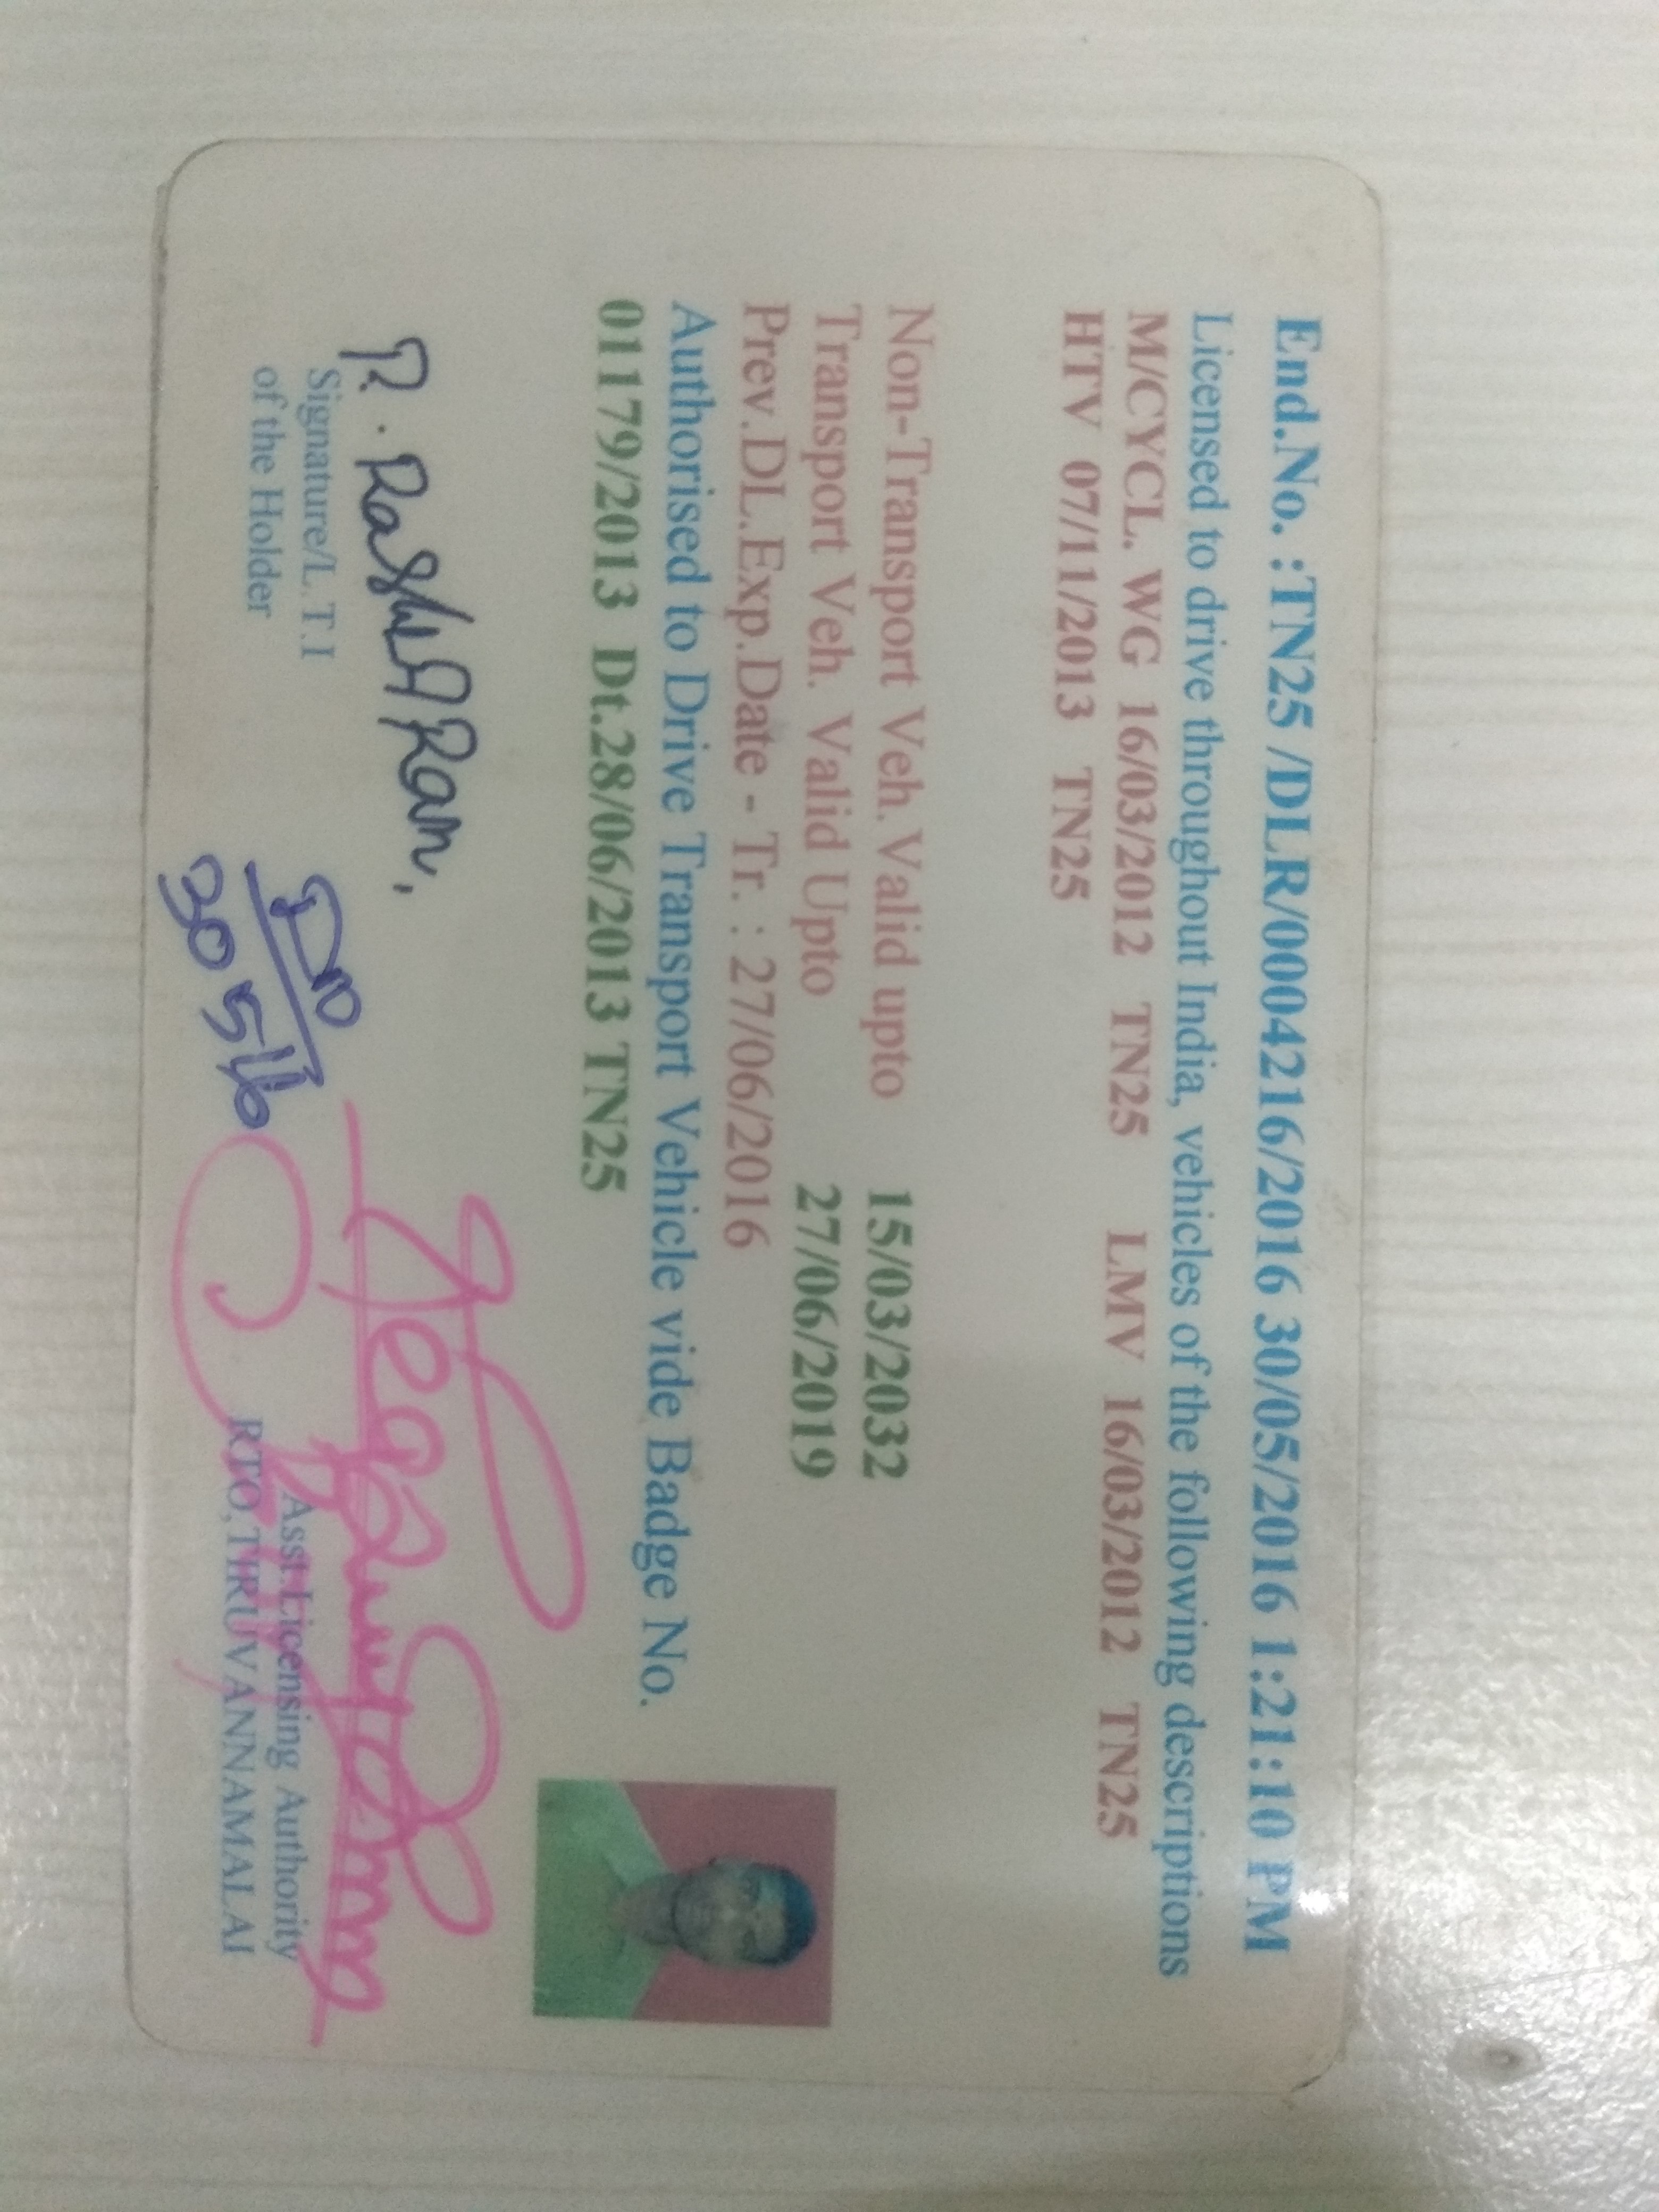 End.No. :TN25 /DLR/0004216/2016 30/05/2016 1:21:10 PM
Licensed to drive throughout India, vehicles of the following descriptions
M/CYCL. WG 16/03/2012 TN25 LMV 16/03/2012 TN25
HTV 07/11/2013 TN25
Non-Transport Veh.Valid upto 15/03/2032
Transport Veh. Valid Upto 27/06/2019
Prev.DL.Exp.Date - Tr. : 27/06/2016
Authorised to Drive Transport Vehicle vide Badge No.
01179/2013 Dt.28/06/2013 TN25
Signature/L.T.I
of the Holder
30 5/16
Asst.Licensing Authority
RTO,TIRUVANNAMALAI